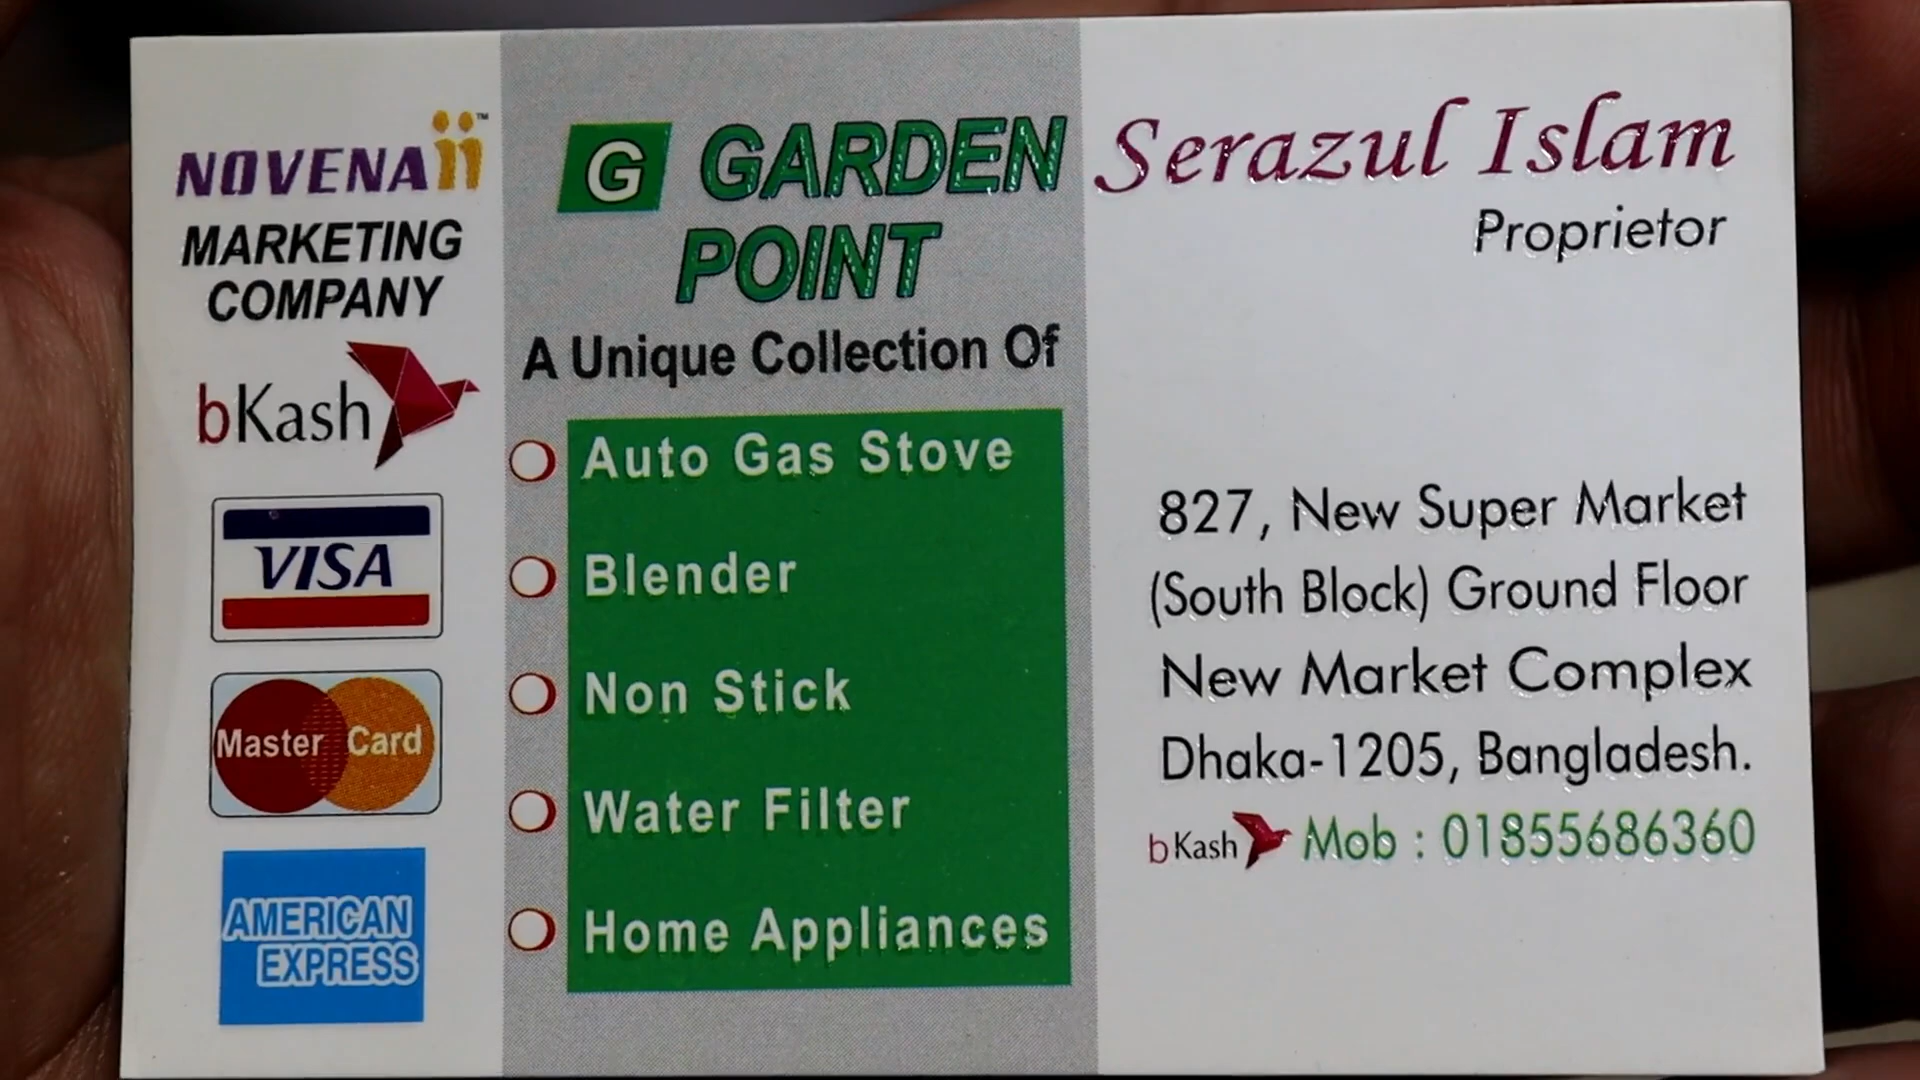 NOVENA ii™
MARKETING
COMPANY
bKash
VISA
Master Card
AMERICAN
EXPRESS
G GARDEN
POINT
A Unique Collection Of
Auto Gas Stove
Blender
Non Stick
Water Filter
Home Appliances
Serazul Islam
Proprietor
827, New Super Market
(South Block) Ground Floor
New Market Complex
Dhaka-1205, Bangladesh.
bKash Mob : 01855686360